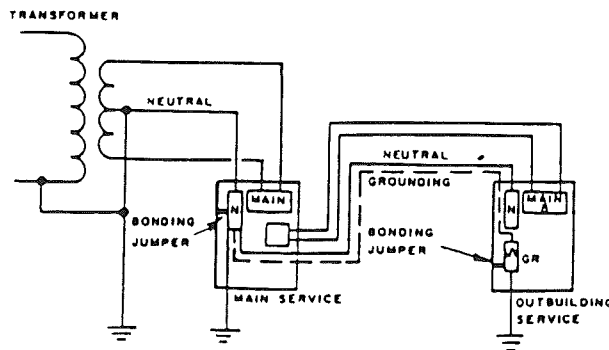 TRANSFORMER
NEUTRAL
NEUTRAL
GROUNDING
N
MAIN
N
MAIN
BONDING
JUMPER
BONDING
JUMPER
GR
MAIN SERVICE
OUTBUILDING
SERVICE